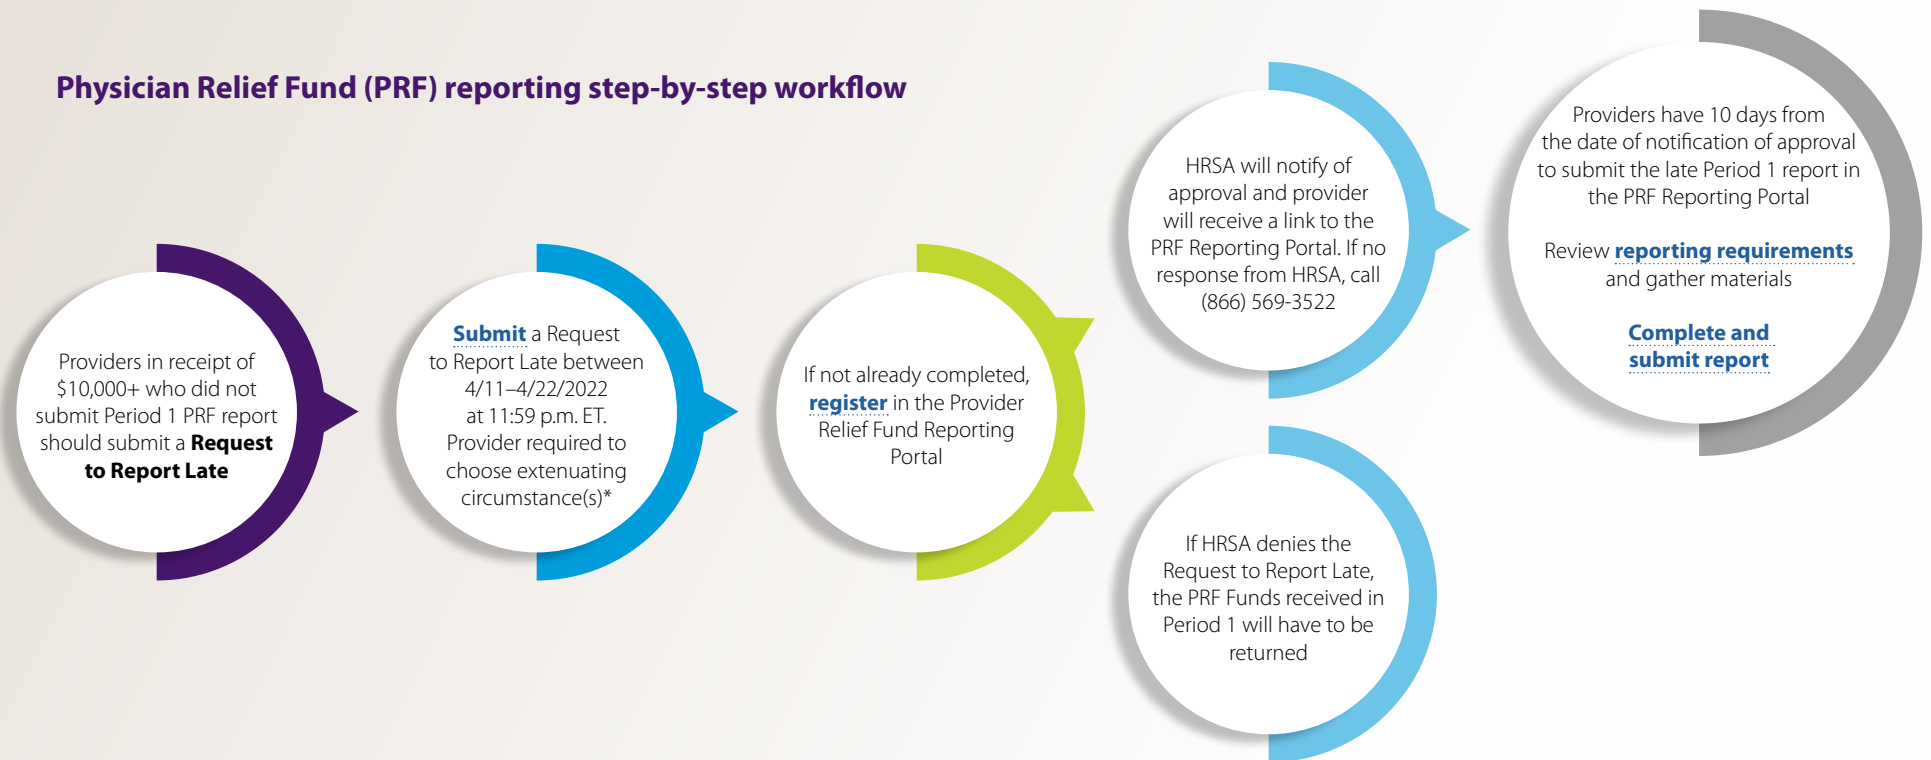 Physician Relief Fund (PRF) reporting step-by-step workflow
Providers in receipt of
$10,000+ who did not
submit Period 1 PRF report
should submit a Request
to Report Late
Submit a Request
to Report Late between
4/11–4/22/2022
at 11:59 p.m. ET.
Provider required to
choose extenuating
circumstance(s)*
If not already completed,
register in the Provider
Relief Fund Reporting
Portal
HRSA will notify of
approval and provider
will receive a link to the
PRF Reporting Portal. If no
response from HRSA, call
(866) 569-3522
If HRSA denies the
Request to Report Late,
the PRF Funds received in
Period 1 will have to be
returned
Providers have 10 days from
the date of notification of approval
to submit the late Period 1 report in
the PRF Reporting Portal
Review reporting requirements
and gather materials
Complete and
submit report